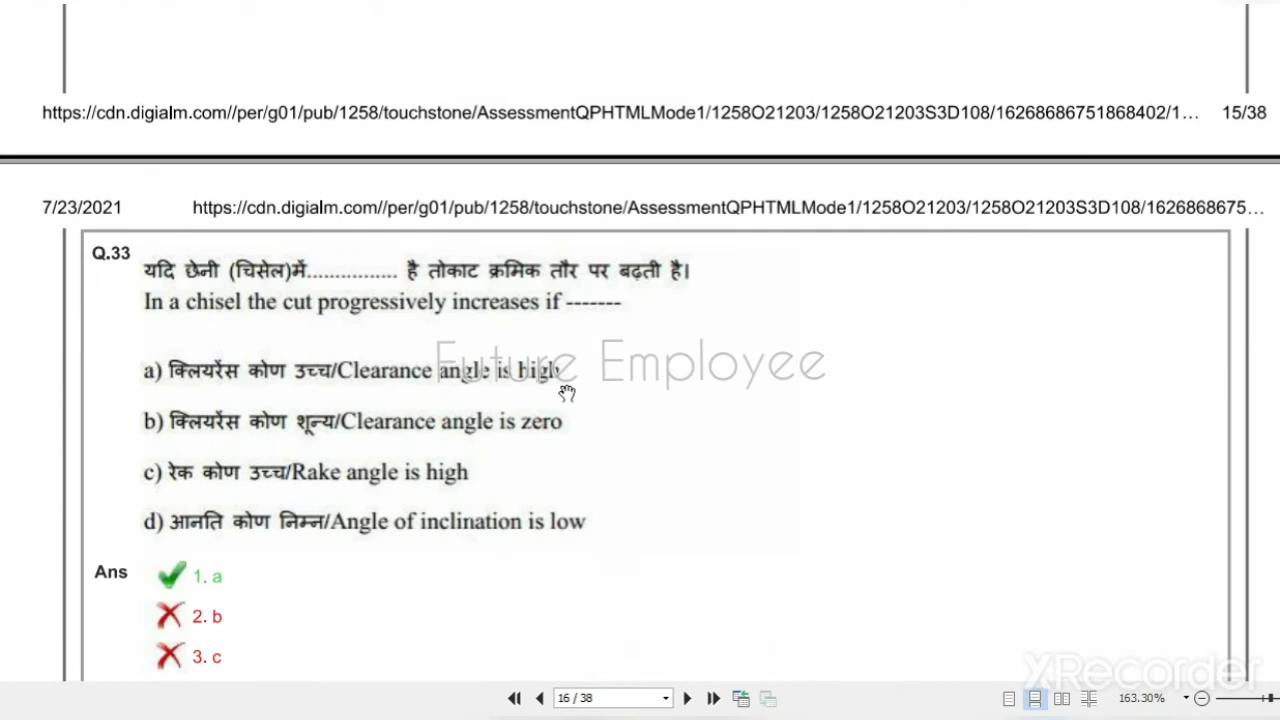 https://cdn.digialm.com//per/g01/pub/1258/touchstone/AssessmentQPHTMLMode1/1258O21203/1258O21203S3D108/16268686751868402/1... 15/38
7/23/2021 https://cdn.digialm.com//per/g01/pub/1258/touchstone/AssessmentQPHTMLMode1/1258O21203/1258O21203S3D108/1626868675...
Q.33
यदि छेनी (चिसेल)में................ है तोकाट क्रमिक तौर पर बढ़ती है।
In a chisel the cut progressively increases if -------
Future Employee
a) क्लियरेंस कोण उच्च/Clearance angle is high
b) क्लियरेंस कोण शून्य/Clearance angle is zero
c) रेक कोण उच्च/Rake angle is high
d) आनति कोण निम्न/Angle of inclination is low
Ans 1. a
2. b
3. c
XRecorder
16 / 38 163.30%